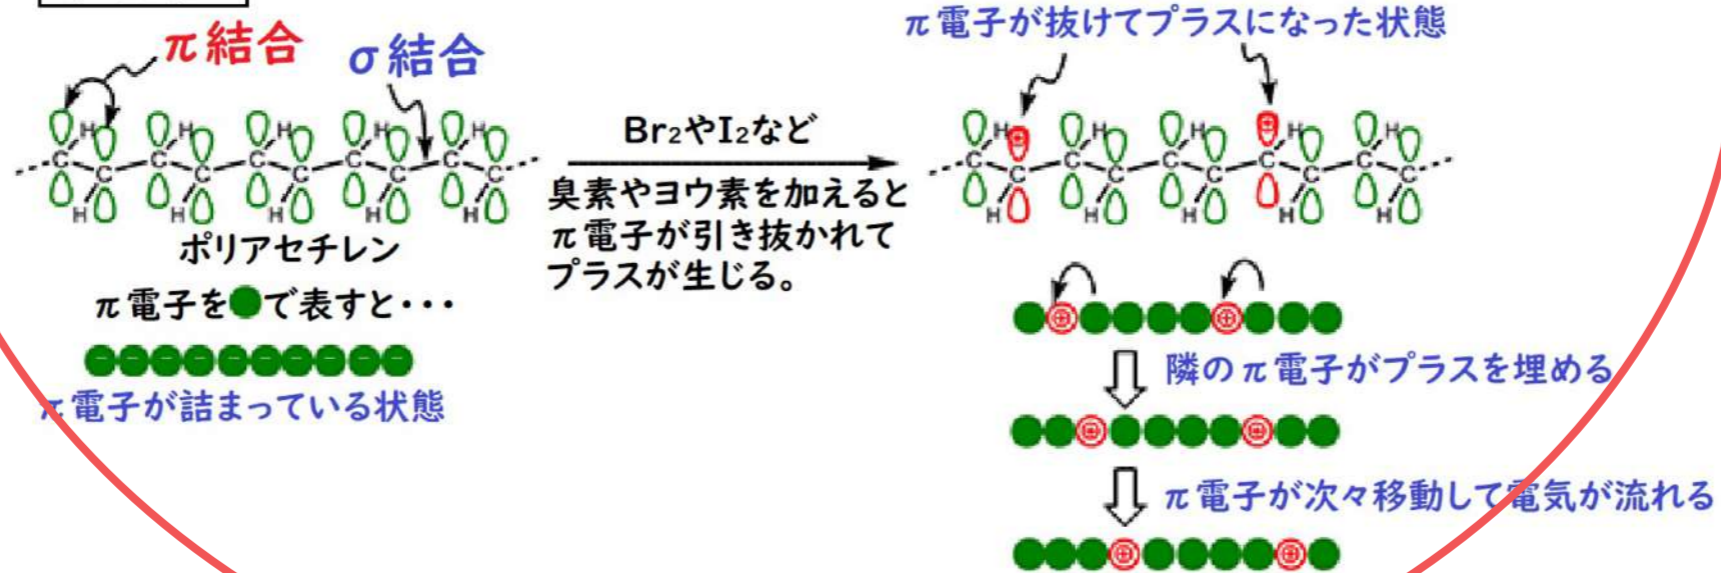 π電子が抜けてプラスになった状態
π結合
σ結合
Br₂やI₂など
臭素やヨウ素を加えると
π電子が引き抜かれて
プラスが生じる。
H H H H H
C C C C C C C C C C
H H H H H
H H H H H
C C C C C C C C C C
H H H H H
ポリアセチレン
π電子を●で表すと・・・
π電子が詰まっている状態
隣のπ電子がプラスを埋める
π電子が次々移動して電気が流れる